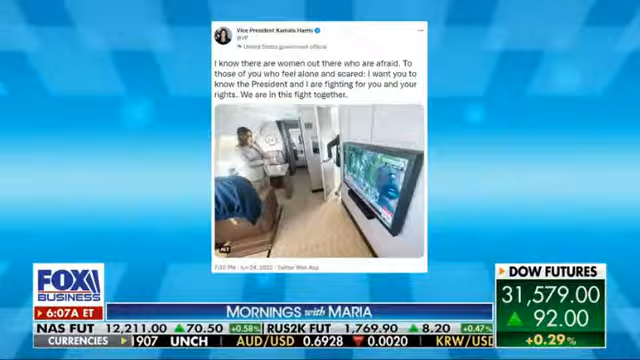 Vice President Kamala Harris
@VP
United States government official
I know there are women out there who are afraid. To
those of you who feel alone and scared: I want you to
know the President and I are fighting for you and your
rights. We are in this fight together.
ALT
7:30 PM · Jun 24, 2022 · Twitter Web App
FOX
BUSINESS
6:07A ET
MORNINGS with MARIA
DOW FUTURES
31,579.00
▲ 92.00
+0.29%
NAS FUT 12,211.00 ▲ 70.50 +0.58% RUS2K FUT 1,769.90 ▲ 8.20 +0.47%
CURRENCIES 1907 UNCH AUD/USD 0.6928 ▼ 0.0020 KRW/USD